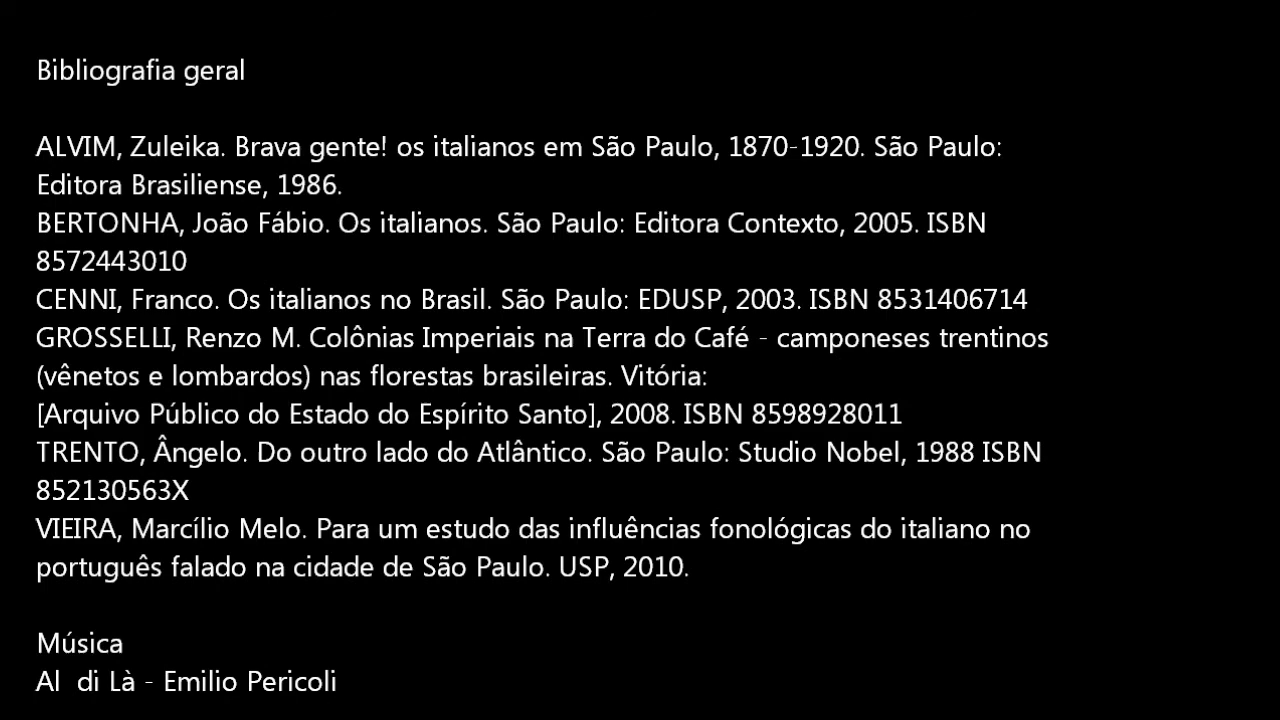 Bibliografia geral
ALVIM, Zuleika. Brava gente! os italianos em São Paulo, 1870-1920. São Paulo:
Editora Brasiliense, 1986.
BERTONHA, João Fábio. Os italianos. São Paulo: Editora Contexto, 2005. ISBN
8572443010
CENNI, Franco. Os italianos no Brasil. São Paulo: EDUSP, 2003. ISBN 8531406714
GROSSELLI, Renzo M. Colônias Imperiais na Terra do Café - camponeses trentinos
(vênetos e lombardos) nas florestas brasileiras. Vitória:
[Arquivo Público do Estado do Espírito Santo], 2008. ISBN 8598928011
TRENTO, Ângelo. Do outro lado do Atlântico. São Paulo: Studio Nobel, 1988 ISBN
852130563X
VIEIRA, Marcílio Melo. Para um estudo das influências fonológicas do italiano no
português falado na cidade de São Paulo. USP, 2010.
Música
Al  di Là - Emilio Pericoli